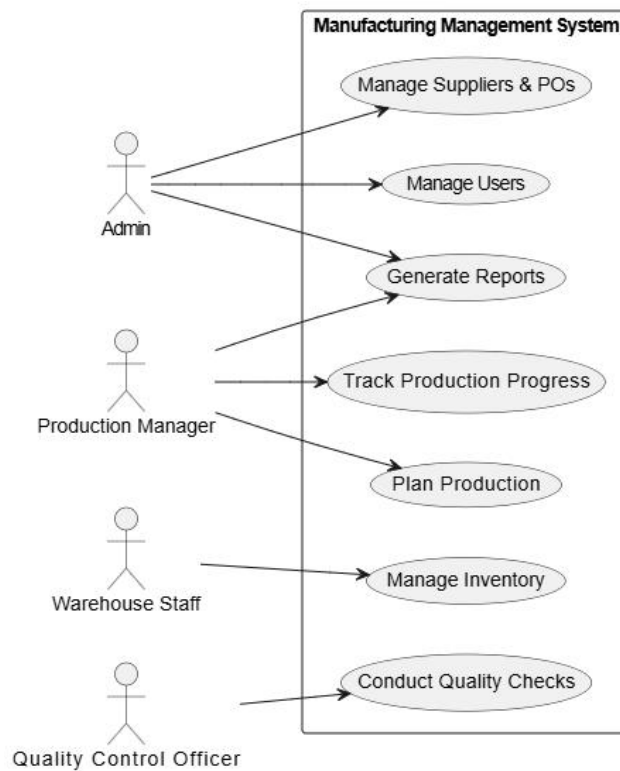 Manufacturing Management System
Manage Suppliers & POs
Manage Users
Admin
Generate Reports
Track Production Progress
Production Manager
Plan Production
Manage Inventory
Warehouse Staff
Conduct Quality Checks
Quality Control Officer